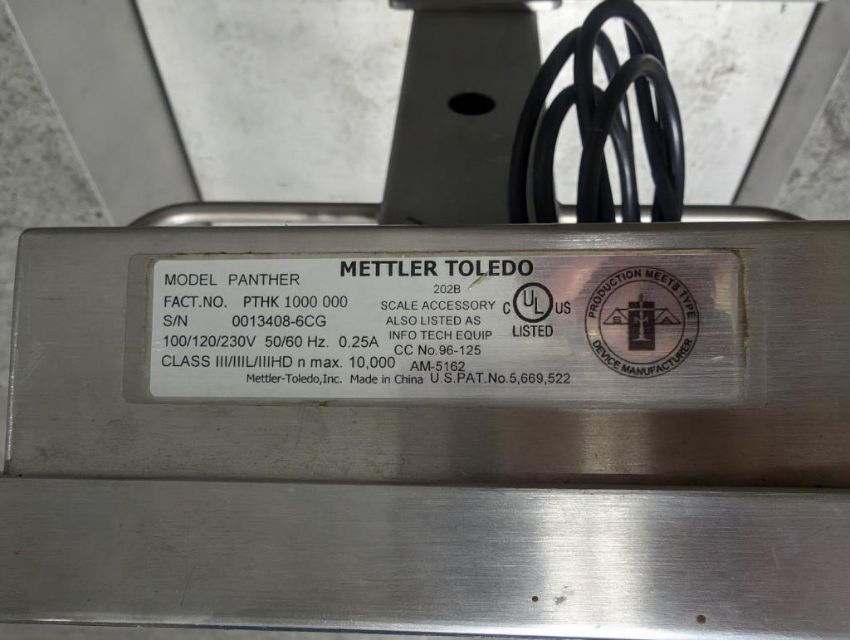 METTLER TOLEDO
MODEL PANTHER
FACT.NO. PTHK 1000 000
S/N 0013408-6CG
100/120/230V 50/60 Hz. 0.25A
CLASS III/IIIL/IIIHD n max. 10,000
202B
SCALE ACCESSORY
ALSO LISTED AS
INFO TECH EQUIP
CC No.96-125
AM-5162
C UL US
LISTED
Mettler-Toledo,Inc. Made in China U.S.PAT.No.5,669,522
PRODUCTION MEETS TYPE
DEVICE MANUFACTURER